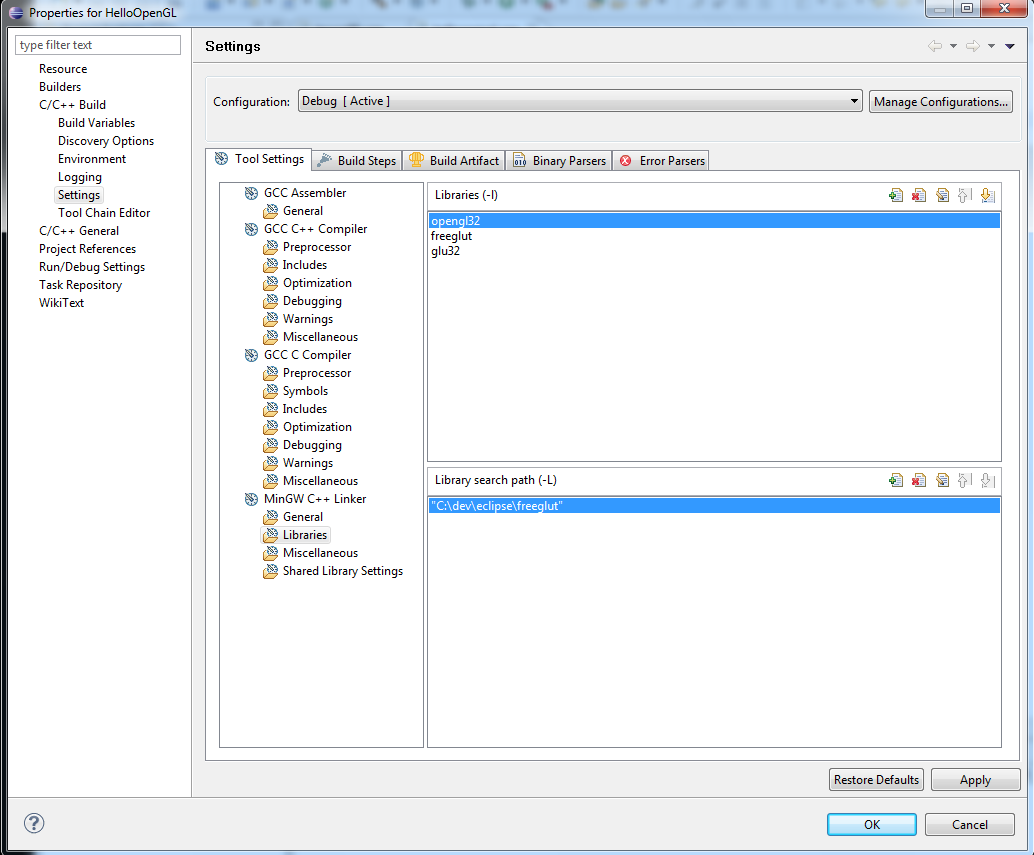 Properties for HelloOpenGL
type filter text
Resource
Builders
C/C++ Build
Build Variables
Discovery Options
Environment
Logging
Settings
Tool Chain Editor
C/C++ General
Project References
Run/Debug Settings
Task Repository
WikiText
Settings
Configuration: Debug [ Active ] Manage Configurations...
Tool Settings Build Steps Build Artifact Binary Parsers Error Parsers
GCC Assembler
General
GCC C++ Compiler
Preprocessor
Includes
Optimization
Debugging
Warnings
Miscellaneous
GCC C Compiler
Preprocessor
Symbols
Includes
Optimization
Debugging
Warnings
Miscellaneous
MinGW C++ Linker
General
Libraries
Miscellaneous
Shared Library Settings
Libraries (-l)
opengl32
freeglut
glu32
Library search path (-L)
"C:\dev\eclipse\freeglut"
Restore Defaults Apply
OK Cancel